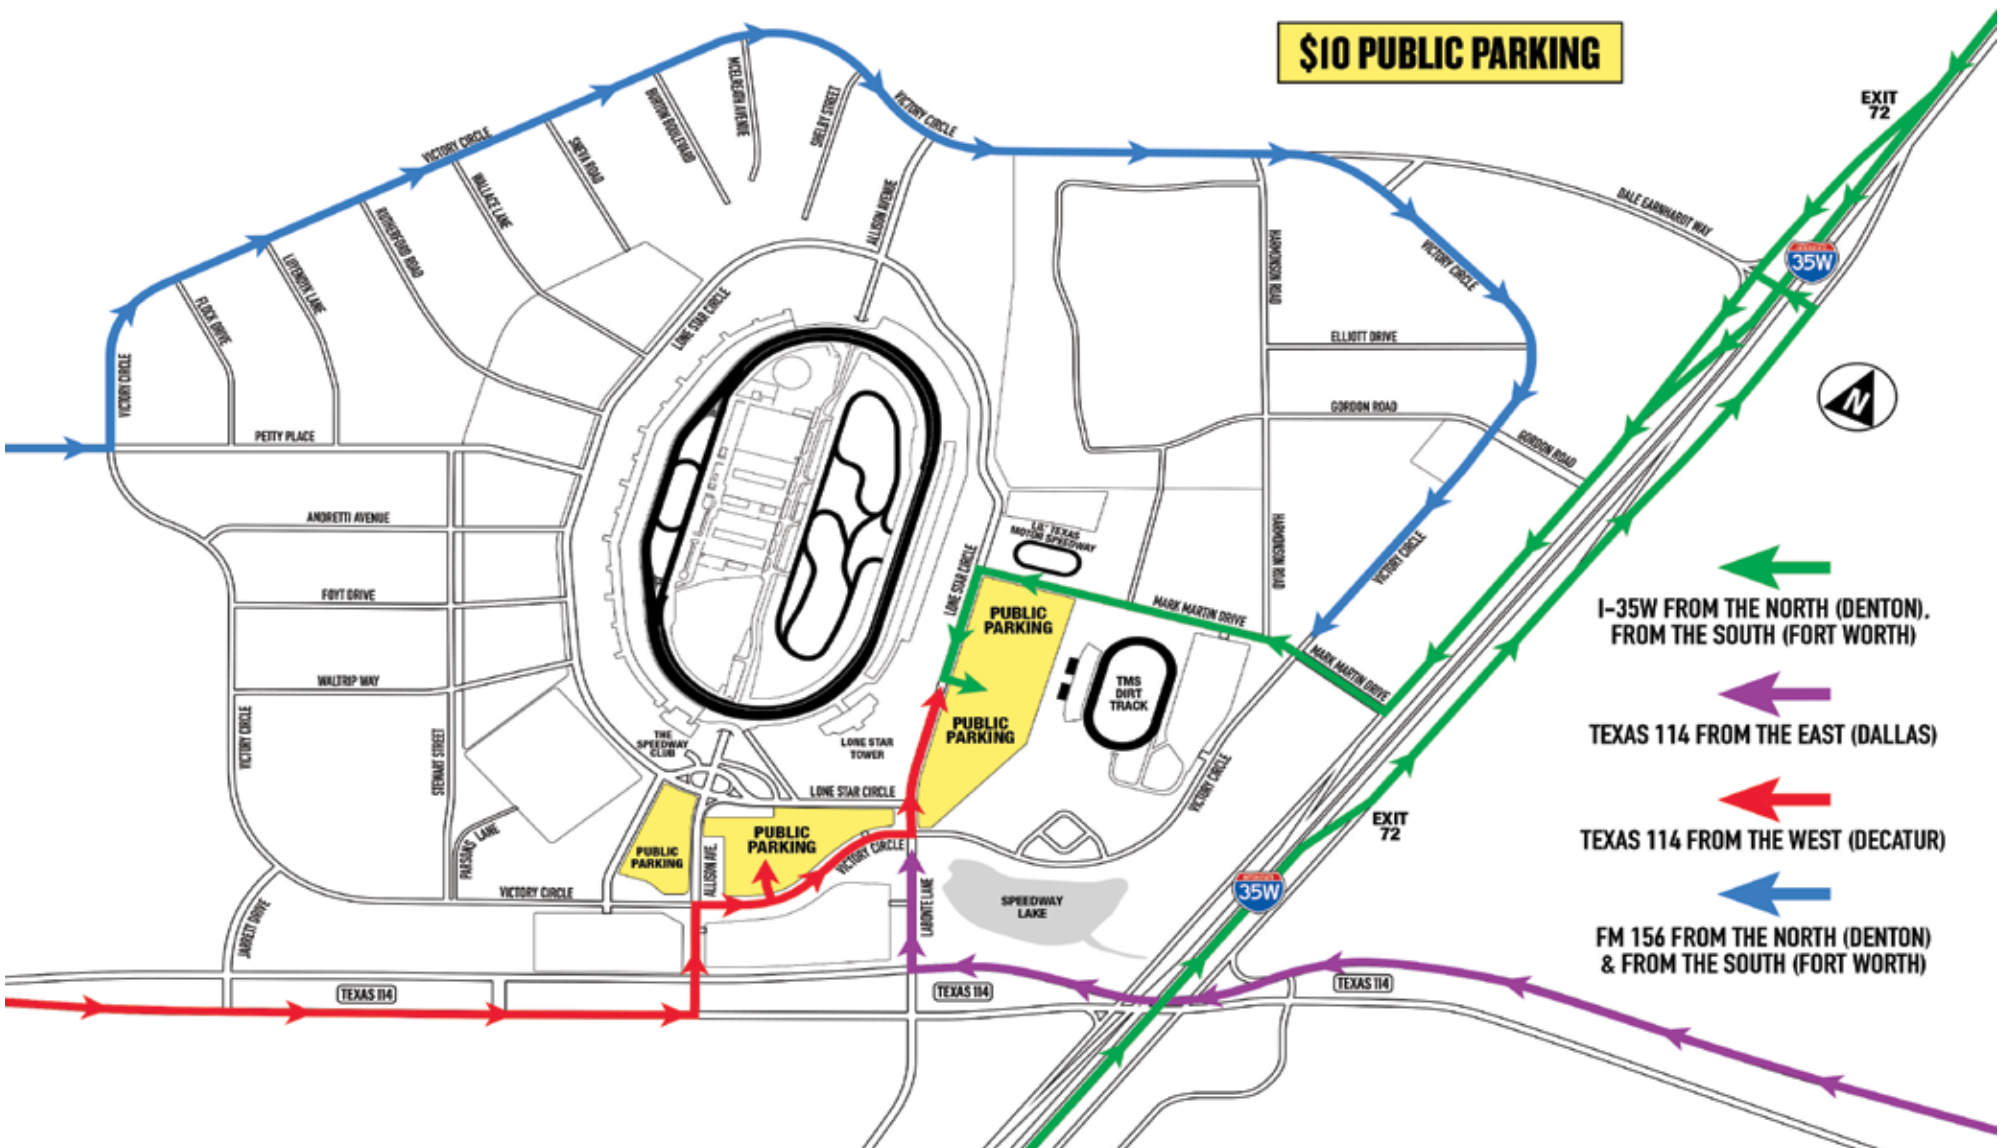 $10 PUBLIC PARKING
EXIT
72
MCELREATH AVENUE
BURTON BOULEVARD
SHELBY STREET
VICTORY CIRCLE
VICTORY CIRCLE
SNEVA ROAD
WALLACE LANE
ALLISON AVENUE
DALE EARNHARDT WAY
RUTHERFORD ROAD
LUYENDYK LANE
FLOCK DRIVE
LONE STAR CIRCLE
HARMONSON ROAD
VICTORY CIRCLE
INTERSTATE
35W
ELLIOTT DRIVE
VICTORY CIRCLE
GORDON ROAD
GORDON ROAD
N
PETTY PLACE
ANDRETTI AVENUE
LIL' TEXAS
MOTOR SPEEDWAY
LONE STAR CIRCLE
HARMONSON ROAD
VICTORY CIRCLE
FOYT DRIVE
PUBLIC
PARKING
MARK MARTIN DRIVE
MARK MARTIN DRIVE
I-35W FROM THE NORTH (DENTON).
FROM THE SOUTH (FORT WORTH)
WALTRIP WAY
TMS
DIRT
TRACK
PUBLIC
PARKING
VICTORY CIRCLE
STEWART STREET
THE
SPEEDWAY
CLUB
LONE STAR
TOWER
TEXAS 114 FROM THE EAST (DALLAS)
LONE STAR CIRCLE
VICTORY CIRCLE
EXIT
72
PARSONS LANE
PUBLIC
PARKING
PUBLIC
PARKING
ALLISON AVE.
VICTORY CIRCLE
TEXAS 114 FROM THE WEST (DECATUR)
VICTORY CIRCLE
JARRETT DRIVE
LABONTE LANE
SPEEDWAY
LAKE
INTERSTATE
35W
FM 156 FROM THE NORTH (DENTON)
& FROM THE SOUTH (FORT WORTH)
TEXAS 114
TEXAS 114
TEXAS 114